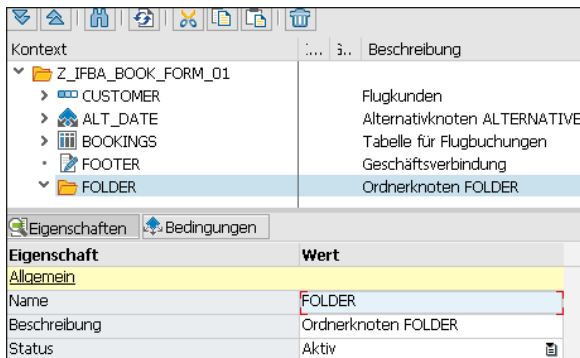 Kontext :... ä.. Beschreibung
Z_IFBA_BOOK_FORM_01
CUSTOMER Flugkunden
ALT_DATE Alternativknoten ALTERNATIVE
BOOKINGS Tabelle für Flugbuchungen
FOOTER Geschäftsverbindung
FOLDER Ordnerknoten FOLDER
Eigenschaften Bedingungen
Eigenschaft Wert
Allgemein
Name FOLDER
Beschreibung Ordnerknoten FOLDER
Status Aktiv